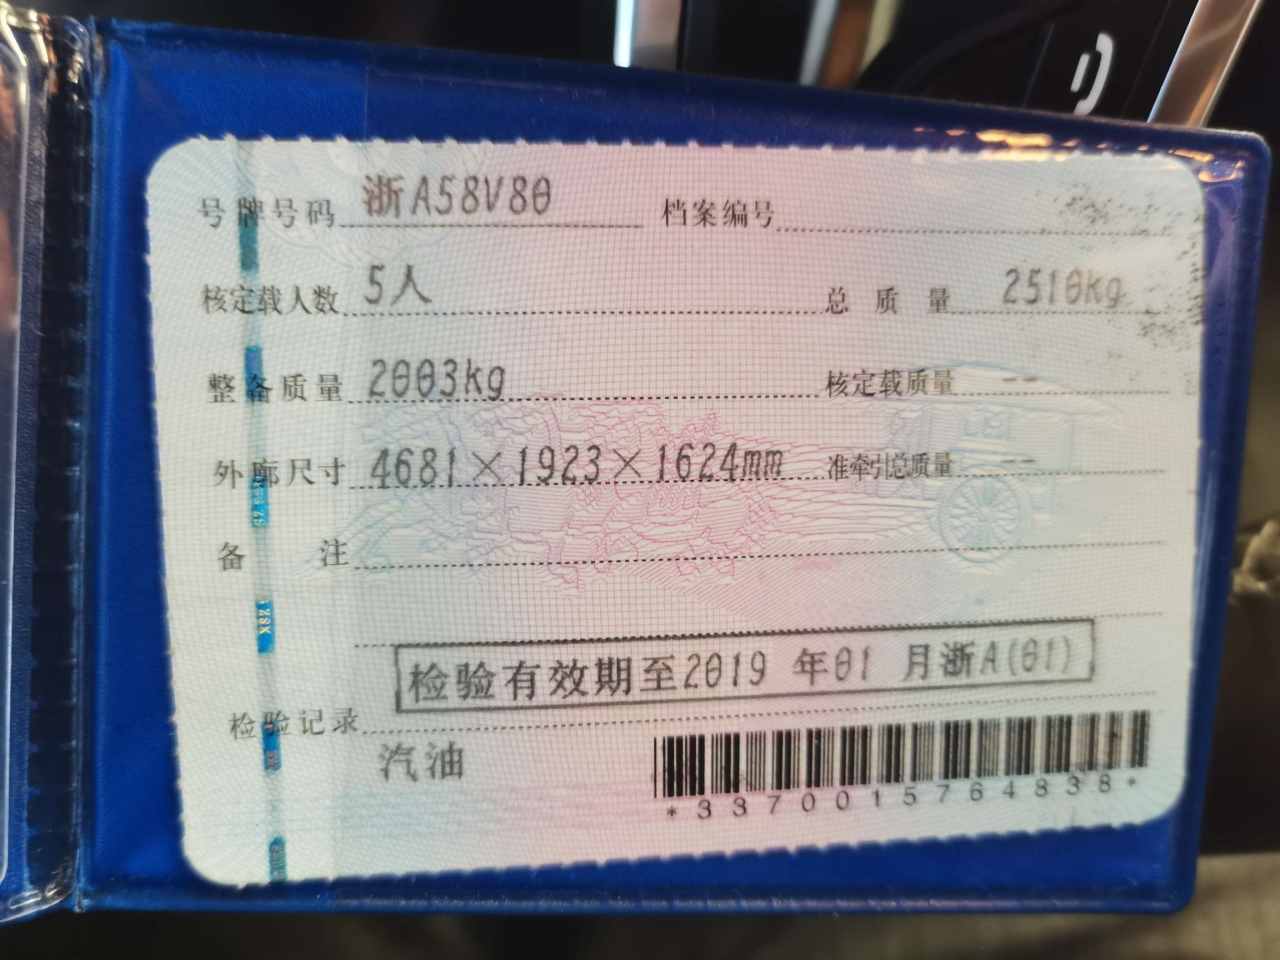 号牌号码 浙A58V80 档案编号
核定载人数 5人 总质量 2510kg
整备质量 2003kg 核定载质量 --
外廓尺寸 4681×1923×1624mm 准牵引总质量 --
备注
检验有效期至2019 年01 月浙A(01)
检验记录
汽油
*3370015764838*